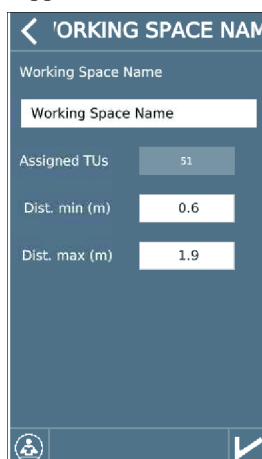 'ORKING SPACE NAM
Working Space Name
Working Space Name
Assigned TUs 51
Dist. min (m) 0.6
Dist. max (m) 1.9